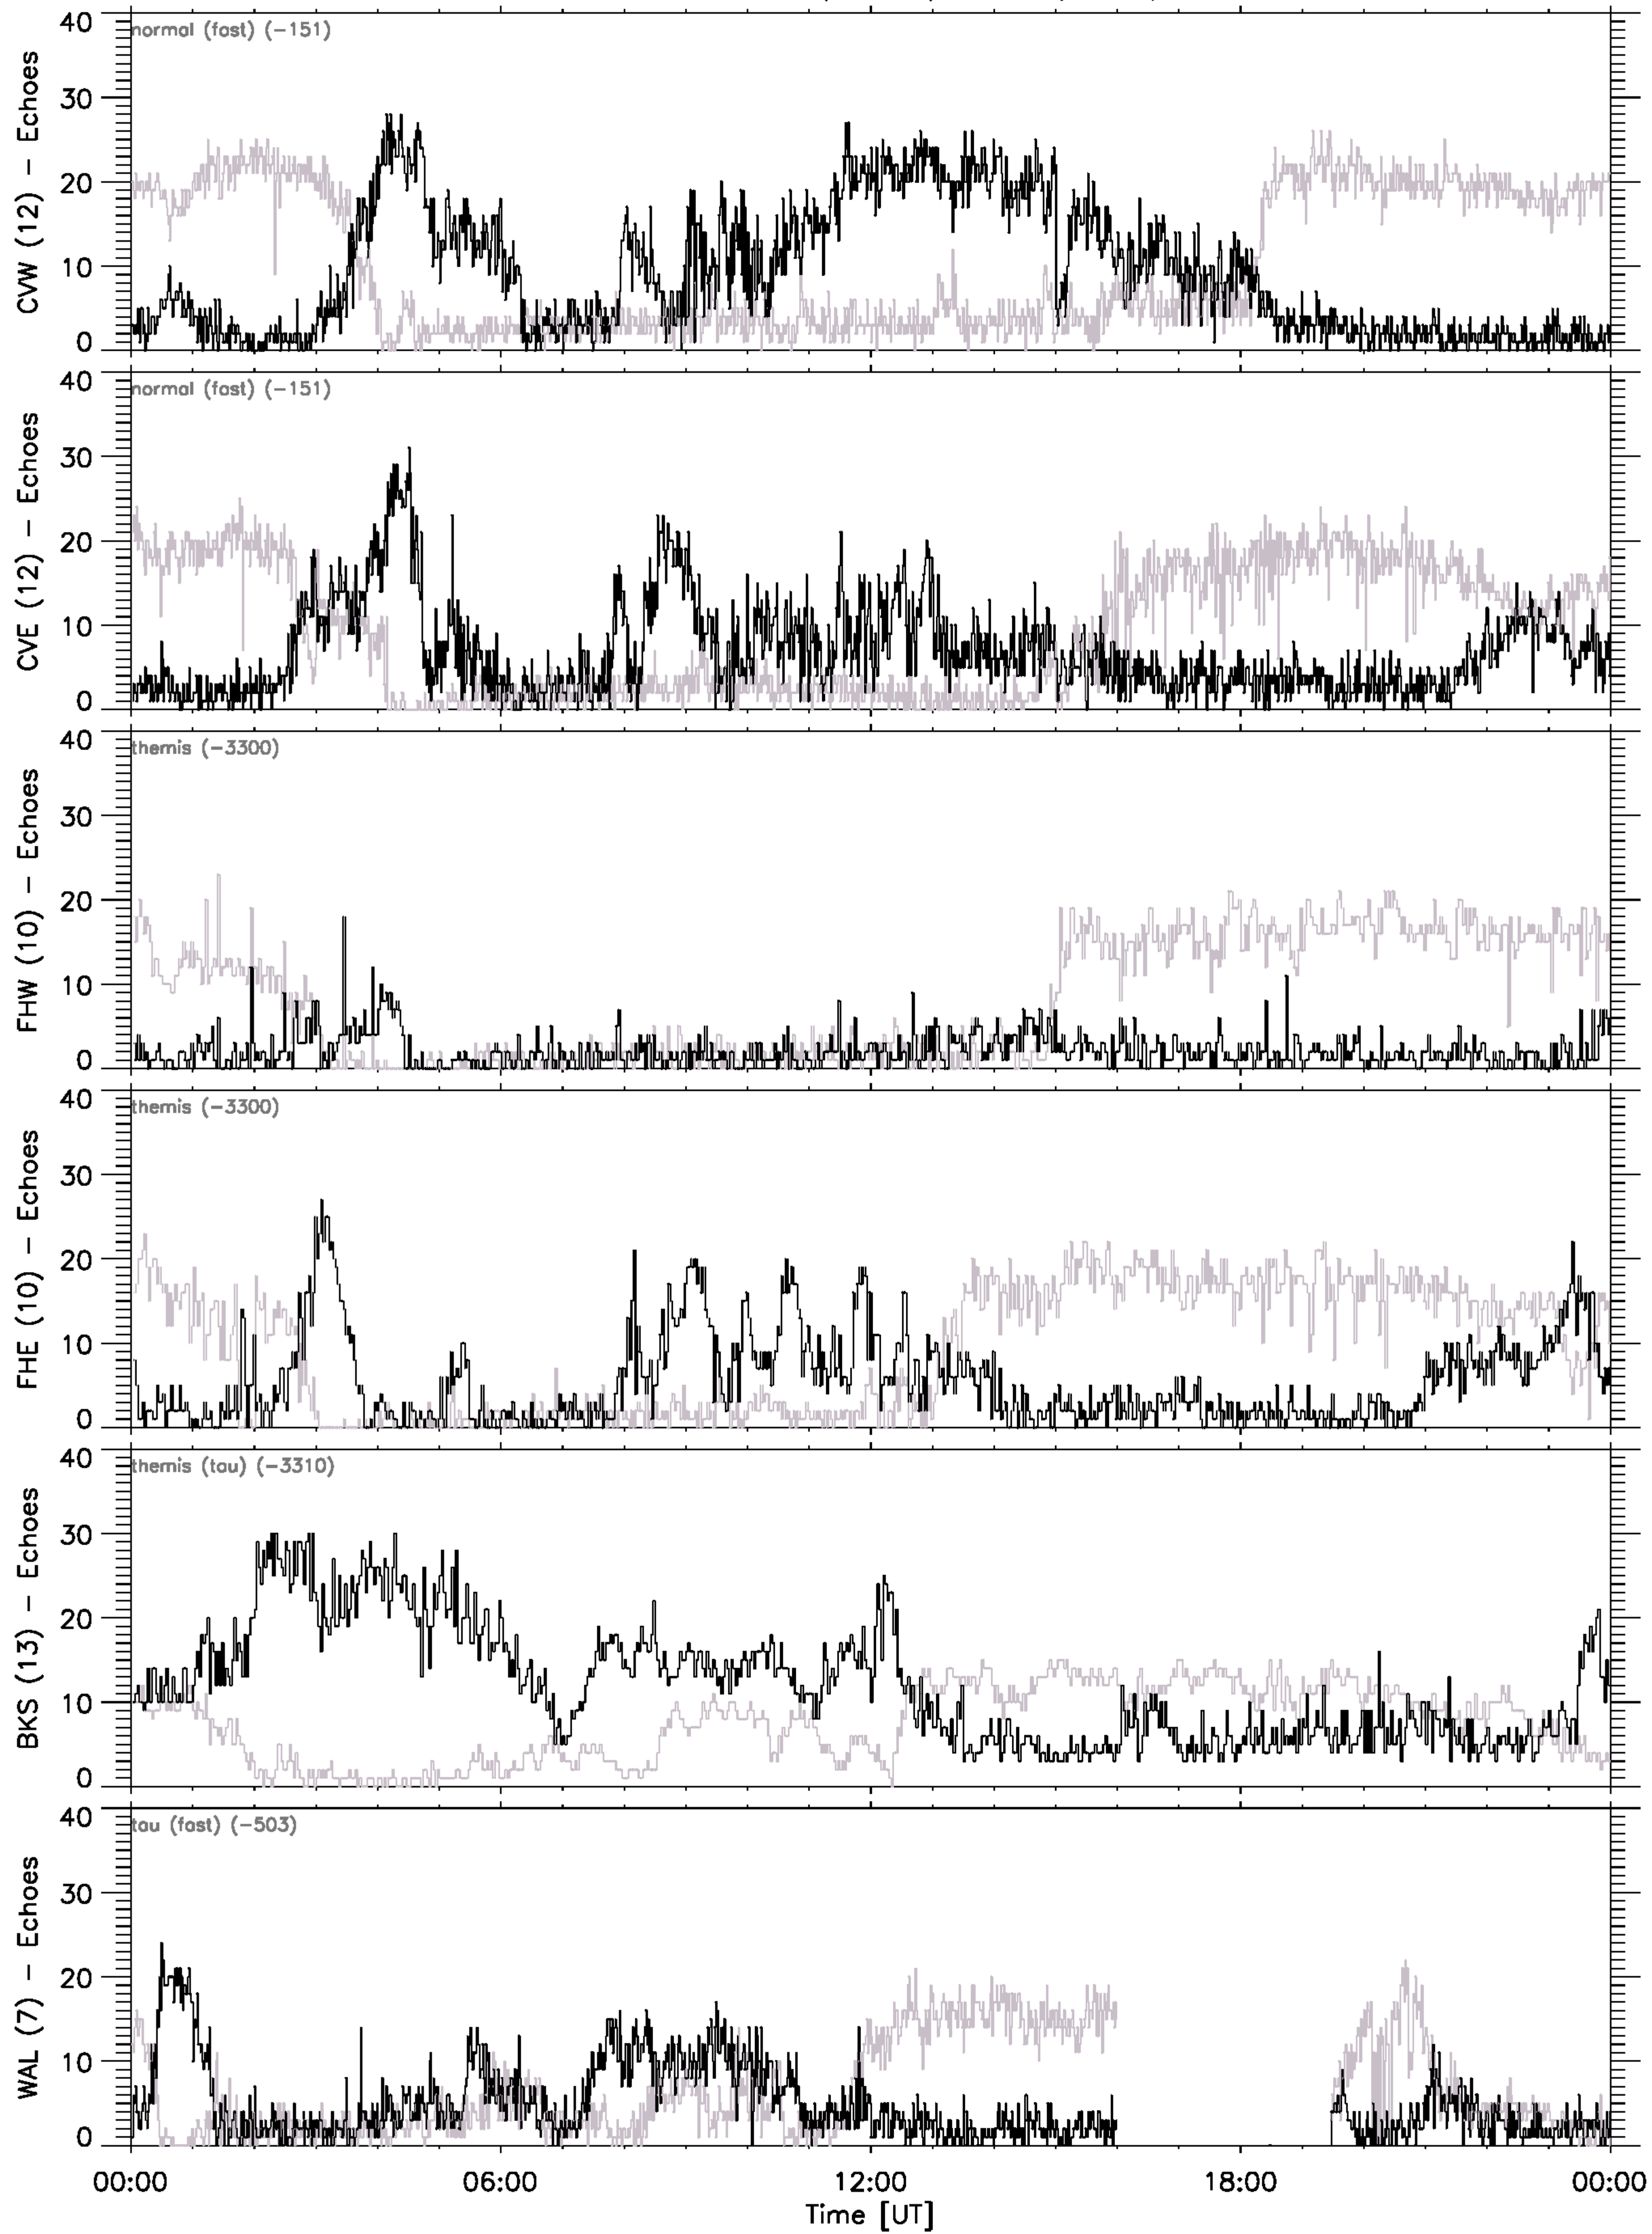 CVW (12) - Echoes
normal (fast) (-151)
40
30
20
10
0
CVE (12) - Echoes
normal (fast) (-151)
40
30
20
10
0
FHW (10) - Echoes
themis (-3300)
40
30
20
10
0
FHE (10) - Echoes
themis (-3300)
40
30
20
10
0
BKS (13) - Echoes
themis (tau) (-3310)
40
30
20
10
0
WAL (7) - Echoes
tau (fast) (-503)
40
30
20
10
0
00:00 06:00 12:00 18:00 00:00
Time [UT]